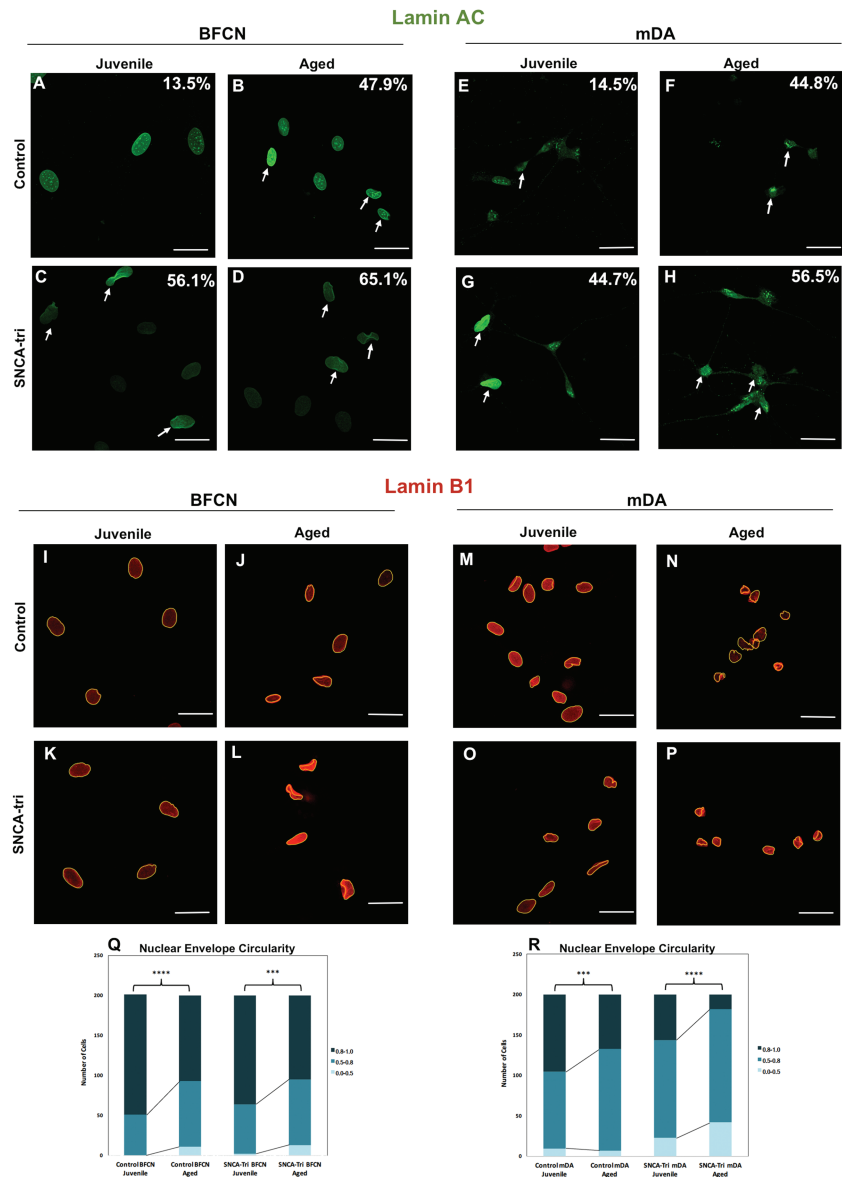 Lamin AC
BFCN
mDA
Juvenile
Aged
Juvenile
Aged
Control
A
13.5%
B
47.9%
E
14.5%
F
44.8%
SNCA-tri
C
56.1%
D
65.1%
G
44.7%
H
56.5%
Lamin B1
BFCN
mDA
Juvenile
Aged
Juvenile
Aged
Control
I
J
M
N
SNCA-tri
K
L
O
P
Q
Nuclear Envelope Circularity
250
200
150
100
50
0
Number of Cells
****
***
0.8-1.0
0.5-0.8
0.0-0.5
Control BFCN
Juvenile
Control BFCN
Aged
SNCA-Tri BFCN
Juvenile
SNCA-Tri BFCN
Aged
R
Nuclear Envelope Circularity
250
200
150
100
50
0
Number of Cells
***
****
0.8-1.0
0.5-0.8
0.0-0.5
Control mDA
Juvenile
Control mDA
Aged
SNCA-Tri mDA
Juvenile
SNCA-Tri mDA
Aged